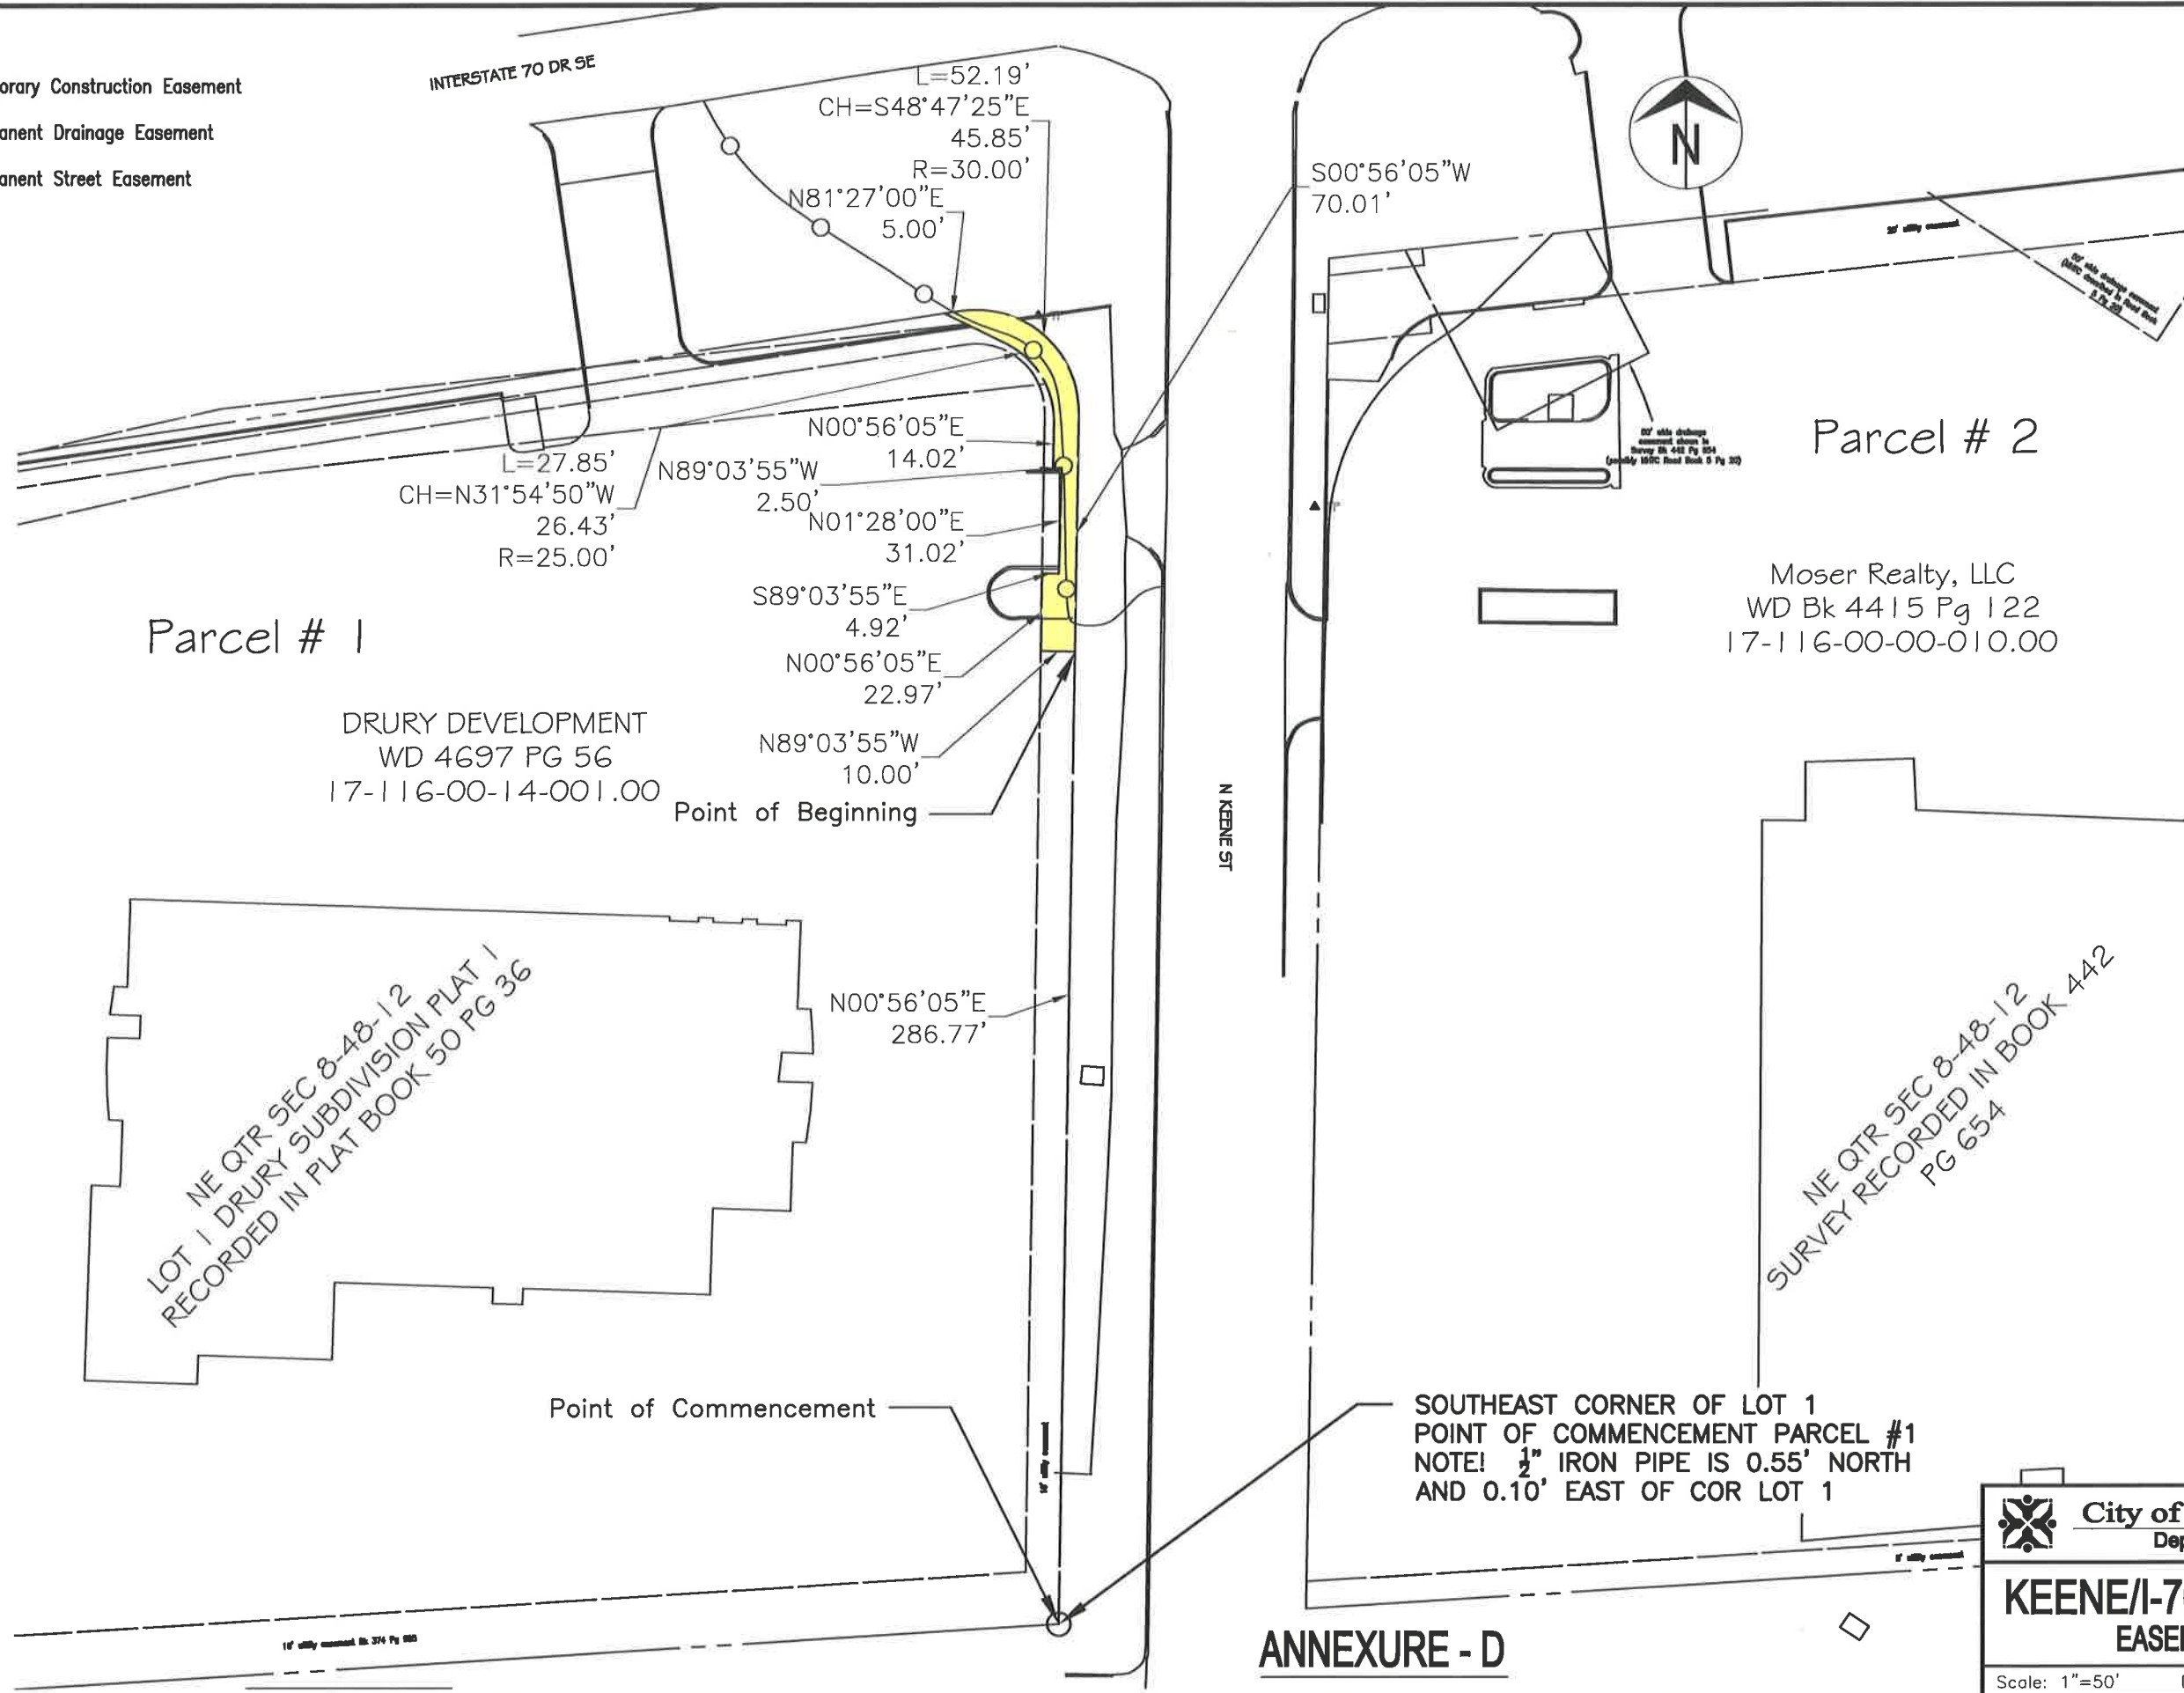 orary Construction Easement
anent Drainage Easement
anent Street Easement
INTERSTATE 70 DR SE
L=52.19'
CH=S48°47'25"E
45.85'
R=30.00'
N81°27'00"E
5.00'
S00°56'05"W
70.01'
N
20' utility easement
Parcel # 2
N00°56'05"E
14.02'
L=27.85'
CH=N31°54'50"W
26.43'
R=25.00'
N89°03'55"W
2.50'
N01°28'00"E
31.02'
S89°03'55"E
4.92'
N00°56'05"E
22.97'
N89°03'55"W
10.00'
Point of Beginning
Parcel # 1
DRURY DEVELOPMENT
WD 4697 PG 56
17-116-00-14-001.00
Moser Realty, LLC
WD Bk 4415 Pg 122
17-116-00-00-010.00
N KEENE ST
NE QTR SEC 8-48-12
LOT 1 DRURY SUBDIVISION PLAT 1
RECORDED IN PLAT BOOK 50 PG 36
N00°56'05"E
286.77'
NE QTR SEC 8-48-12
SURVEY RECORDED IN BOOK 442
PG 654
Point of Commencement
SOUTHEAST CORNER OF LOT 1
POINT OF COMMENCEMENT PARCEL #1
NOTE! ½" IRON PIPE IS 0.55' NORTH
AND 0.10' EAST OF COR LOT 1
utility easement
utility easement
ANNEXURE - D
City of
Dep
KEENE/I-7
EASE
Scale: 1"=50'